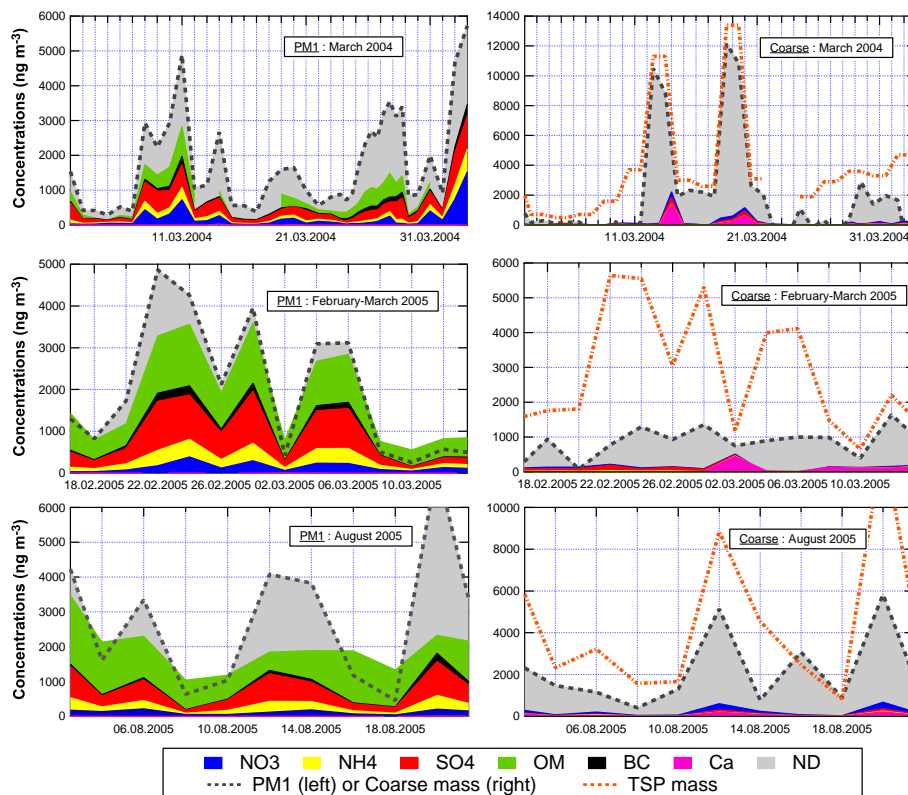 Concentrations (ng m-3)
6000
5000
4000
3000
2000
1000
0
PM1 : March 2004
11.03.2004 21.03.2004 31.03.2004
14000
12000
10000
8000
6000
4000
2000
0
Coarse : March 2004
11.03.2004 21.03.2004 31.03.2004
Concentrations (ng m-3)
5000
4000
3000
2000
1000
0
PM1 : February-March 2005
18.02.2005 22.02.2005 26.02.2005 02.03.2005 06.03.2005 10.03.2005
6000
5000
4000
3000
2000
1000
0
Coarse : February-March 2005
18.02.2005 22.02.2005 26.02.2005 02.03.2005 06.03.2005 10.03.2005
Concentrations (ng m-3)
6000
5000
4000
3000
2000
1000
0
PM1 : August 2005
06.08.2005 10.08.2005 14.08.2005 18.08.2005
10000
8000
6000
4000
2000
0
Coarse : August 2005
06.08.2005 10.08.2005 14.08.2005 18.08.2005
NO3 NH4 SO4 OM BC Ca ND
PM1 (left) or Coarse mass (right) TSP mass